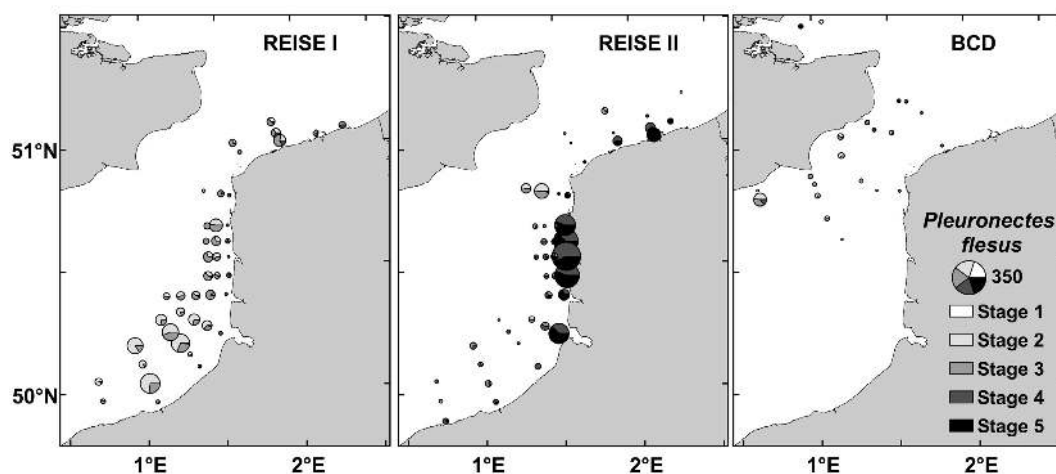 REISE I
REISE II
BCD
51°N
50°N
Pleuronectes
flesus
350
Stage 1
Stage 2
Stage 3
Stage 4
Stage 5
1°E
2°E
1°E
2°E
1°E
2°E